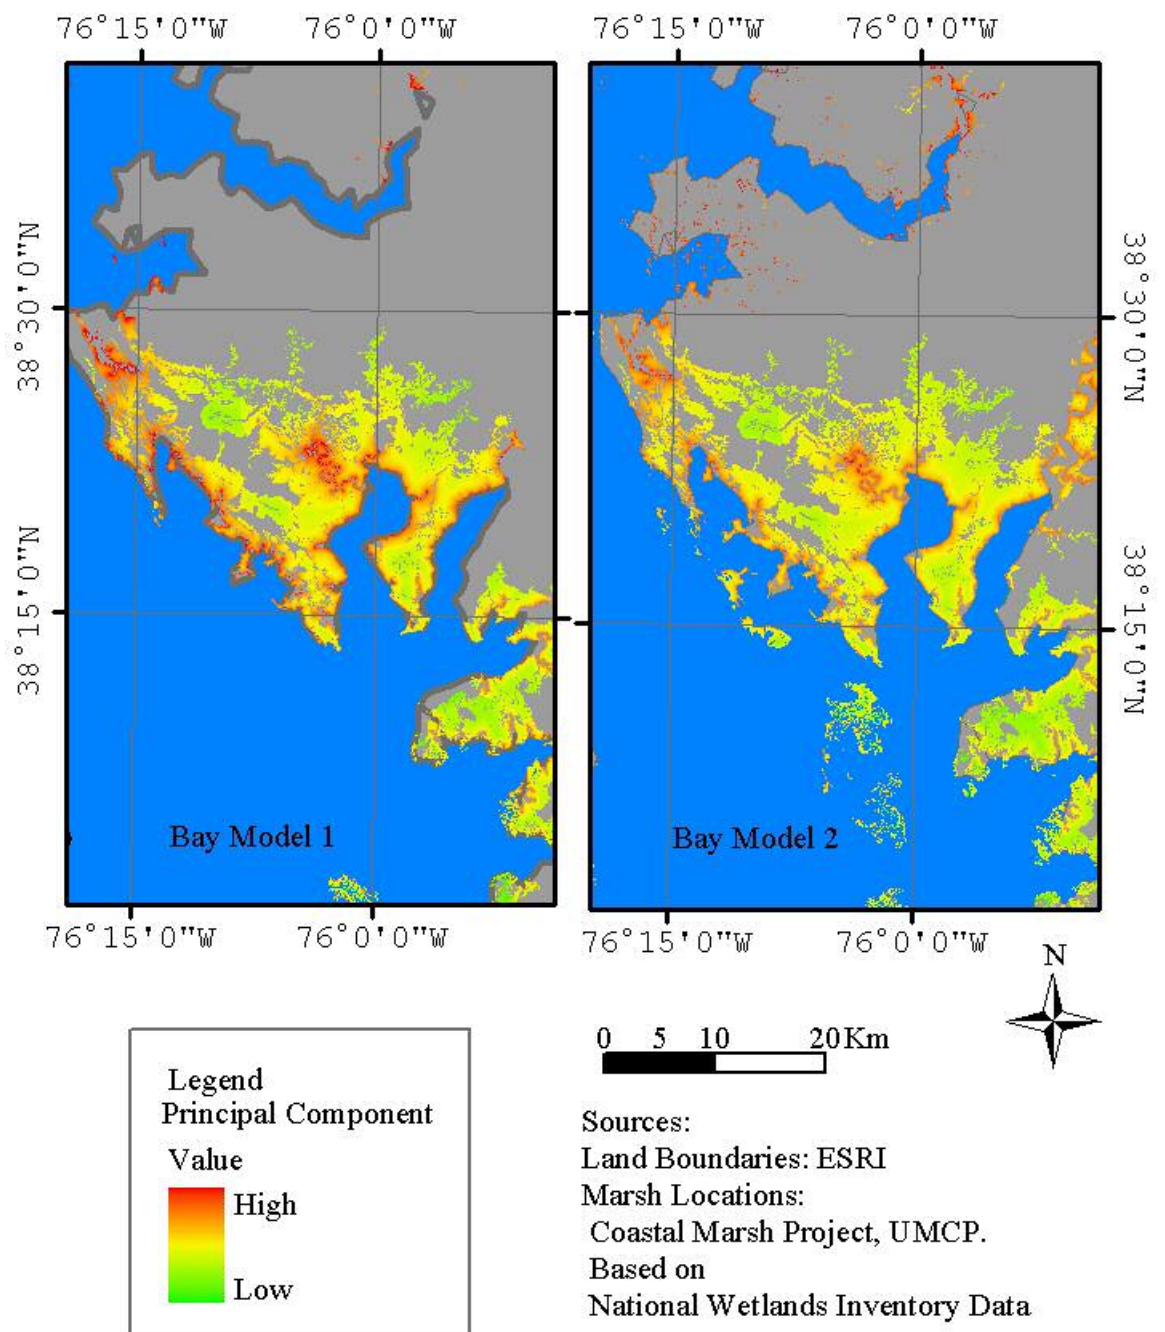 76°15'0"W 76°0'0"W 76°15'0"W 76°0'0"W
38°30'0"N
38°15'0"N
38°30'0"N
38°15'0"N
Bay Model 1
Bay Model 2
76°15'0"W 76°0'0"W 76°15'0"W 76°0'0"W
N
0 5 10 20 Km
Legend
Principal Component
Value
High
Low
Sources:
Land Boundaries: ESRI
Marsh Locations:
Coastal Marsh Project, UMCP.
Based on
National Wetlands Inventory Data